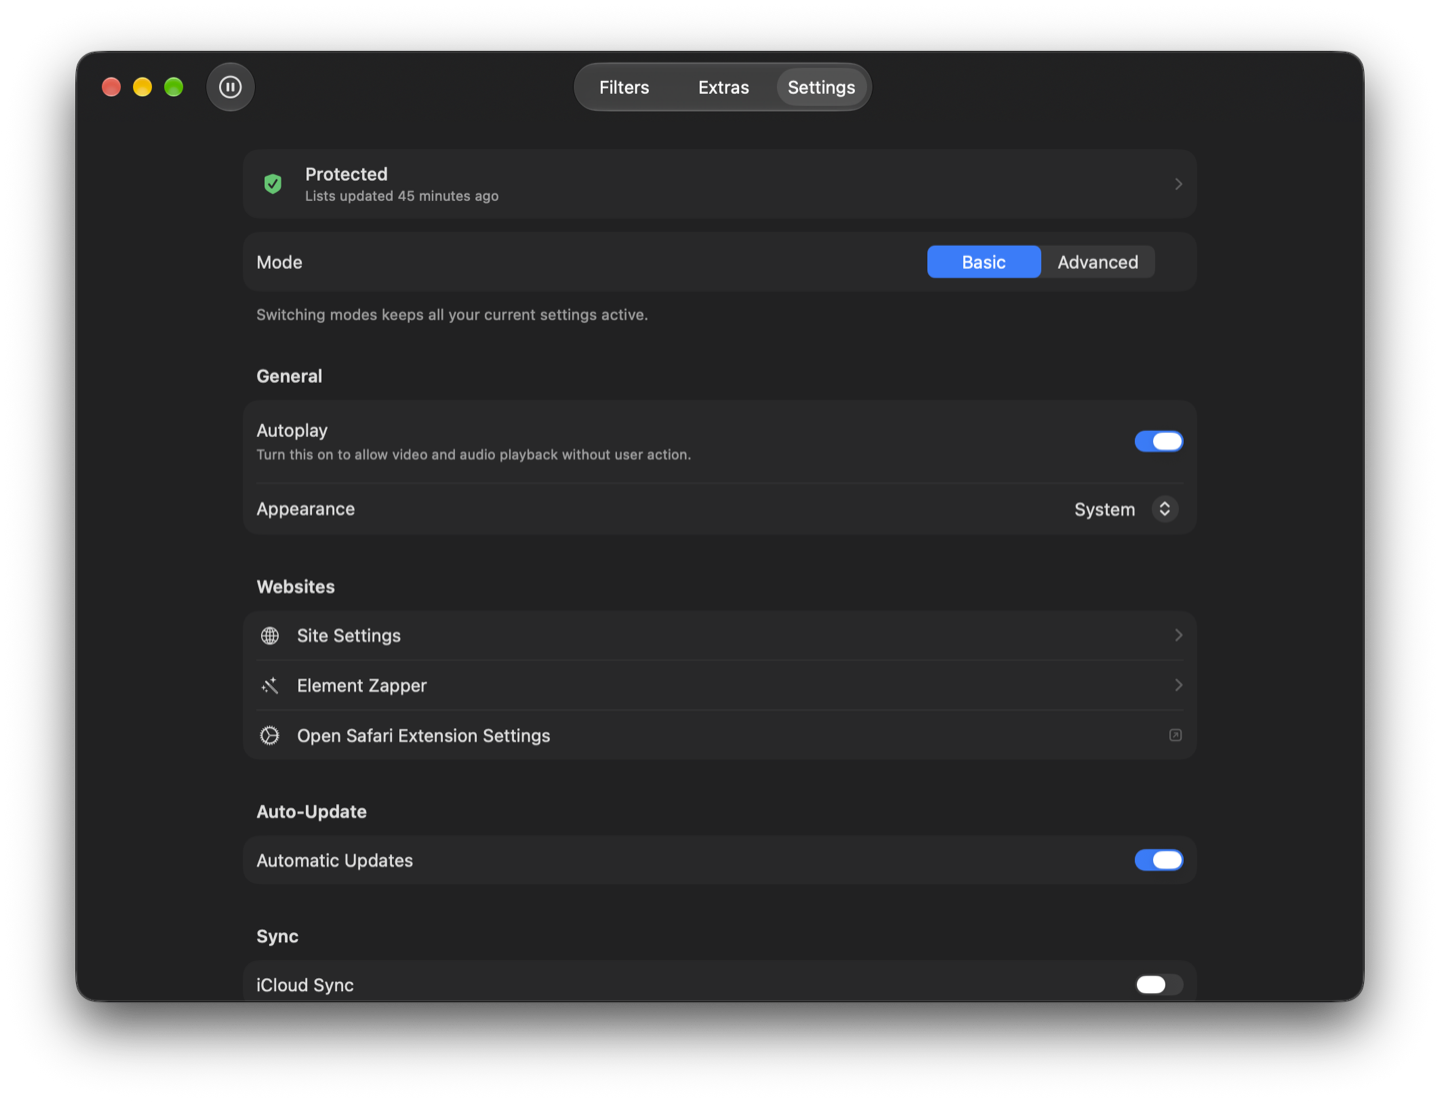 Filters Extras Settings
Protected
Lists updated 45 minutes ago
Mode Basic Advanced
Switching modes keeps all your current settings active.
General
Autoplay
Turn this on to allow video and audio playback without user action.
Appearance System
Websites
Site Settings
Element Zapper
Open Safari Extension Settings
Auto-Update
Automatic Updates
Sync
iCloud Sync